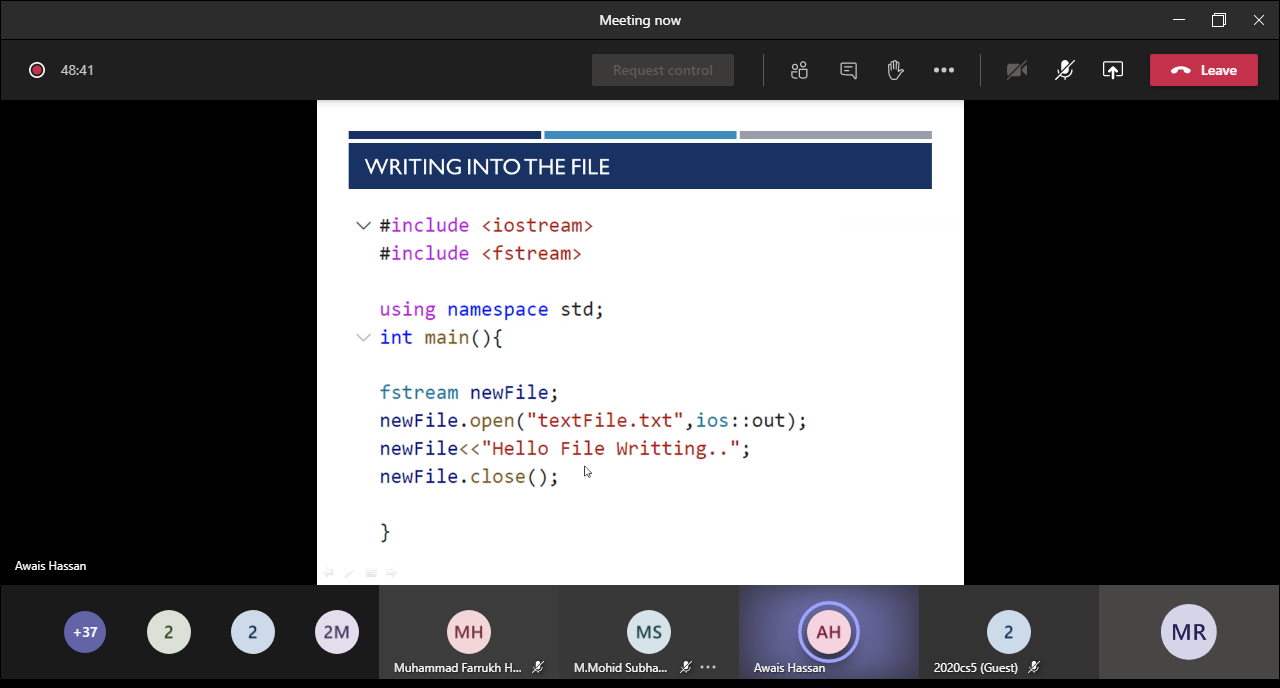 Meeting now
48:41
Request control
Leave
WRITING INTO THE FILE
#include <iostream>
#include <fstream>
using namespace std;
int main(){
fstream newFile;
newFile.open("textFile.txt",ios::out);
newFile<<"Hello File Writting..";
newFile.close();
}
Awais Hassan
+37
2
2
2M
MH
Muhammad Farrukh H...
MS
M.Mohid Subha...
AH
Awais Hassan
2
2020cs5 (Guest)
MR